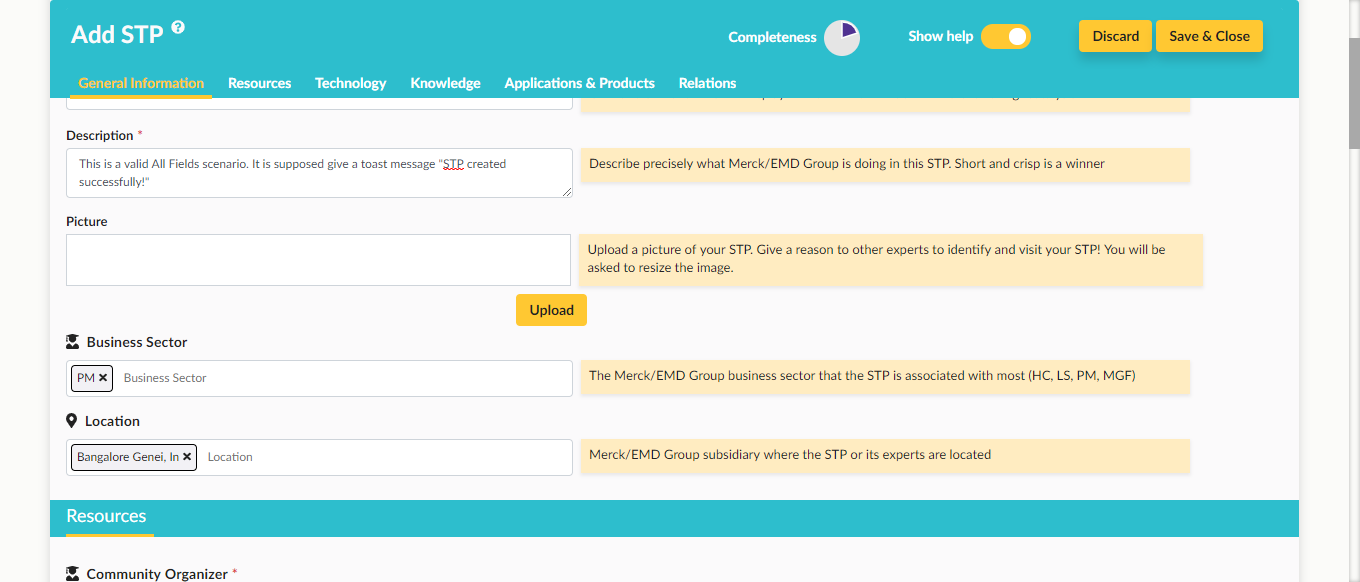 Add STP ?
Completeness
Show help
Discard
Save & Close
General Information
Resources
Technology
Knowledge
Applications & Products
Relations
Description *
This is a valid All Fields scenario. It is supposed give a toast message "STP created
successfully!"
Describe precisely what Merck/EMD Group is doing in this STP. Short and crisp is a winner
Picture
Upload a picture of your STP. Give a reason to other experts to identify and visit your STP! You will be
asked to resize the image.
Upload
Business Sector
PM ×
Business Sector
The Merck/EMD Group business sector that the STP is associated with most (HC, LS, PM, MGF)
Location
Bangalore Genei, In ×
Location
Merck/EMD Group subsidiary where the STP or its experts are located
Resources
Community Organizer *